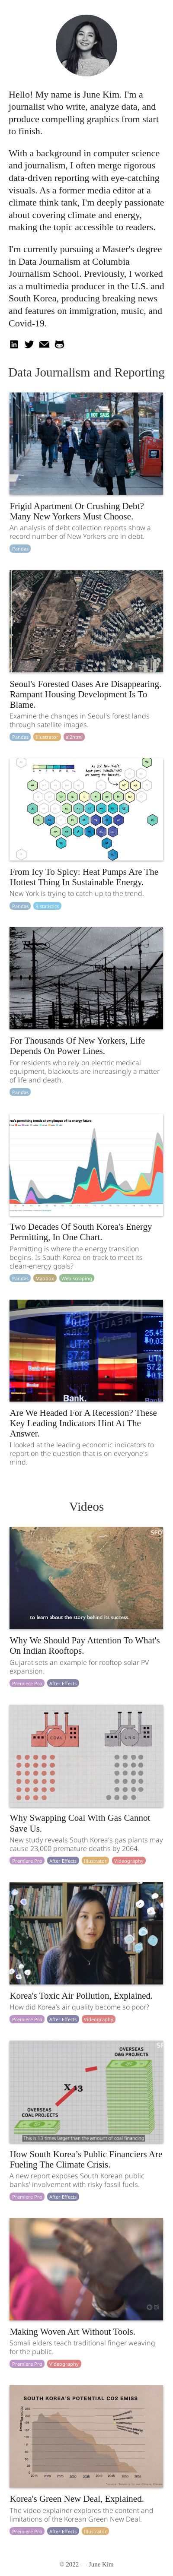 Hello! My name is June Kim. I'm a
journalist who write, analyze data, and
produce compelling graphics from start
to finish.
With a background in computer science
and journalism, I often merge rigorous
data-driven reporting with eye-catching
visuals. As a former media editor at a
climate think tank, I'm deeply passionate
about covering climate and energy,
making the topic accessible to readers.
I'm currently pursuing a Master's degree
in Data Journalism at Columbia
Journalism School. Previously, I worked
as a multimedia producer in the U.S. and
South Korea, producing breaking news
and features on immigration, music, and
Covid-19.
Data Journalism and Reporting
Frigid Apartment Or Crushing Debt?
Many New Yorkers Must Choose.
An analysis of debt collection reports show a
record number of New Yorkers are in debt.
Pandas
Seoul's Forested Oases Are Disappearing.
Rampant Housing Development Is To
Blame.
Examine the changes in Seoul's forest lands
through satellite images.
Pandas Illustrator ai2html
From Icy To Spicy: Heat Pumps Are The
Hottest Thing In Sustainable Energy.
New York is trying to catch up to the trend.
Pandas
For Thousands Of New Yorkers, Life
Depends On Power Lines.
For residents who rely on electric medical
equipment, blackouts are increasingly a matter
of life and death.
Pandas
Two Decades Of South Korea's Energy
Permitting, In One Chart.
Permitting is where the energy transition
begins. Is South Korea on track to meet its
clean-energy goals?
Pandas Web scraping
UTX
57.21
0.19
UTX
57.2
Bank.
Are We Headed For A Recession? These
Key Leading Indicators Hint At The
Answer.
I looked at the leading economic indicators to
report on the question that is on everyone's
mind.
Videos
to learn about the story behind its success.
Why We Should Pay Attention To What's
On Indian Rooftops.
Gujarat sets an example for rooftop solar PV
expansion.
Premiere Pro After Effects
COAL
LNG
Why Swapping Coal With Gas Cannot
Save Us.
New study reveals South Korea's gas plants may
cause 23,000 premature deaths by 2064.
Premiere Pro After Effects Illustrator Videography
Korea's Toxic Air Pollution, Explained.
How did Korea's air quality become so poor?
Premiere Pro After Effects Videography
OVERSEAS
O&G PROJECTS
OVERSEAS
COAL PROJECTS
This is 13 times larger than the amount of coal financing
How South Korea's Public Financiers Are
Fueling The Climate Crisis.
A new report exposes South Korean public
banks' involvement with risky fossil fuels.
Premiere Pro After Effects
Making Woven Art Without Tools.
Somali elders teach traditional finger weaving
for the public.
Premiere Pro Videography
SOUTH KOREA'S POTENTIAL CO2 EMISS
Korea's Green New Deal, Explained.
The video explainer explores the content and
limitations of the Korean Green New Deal.
Premiere Pro After Effects Illustrator
© 2022 — June Kim